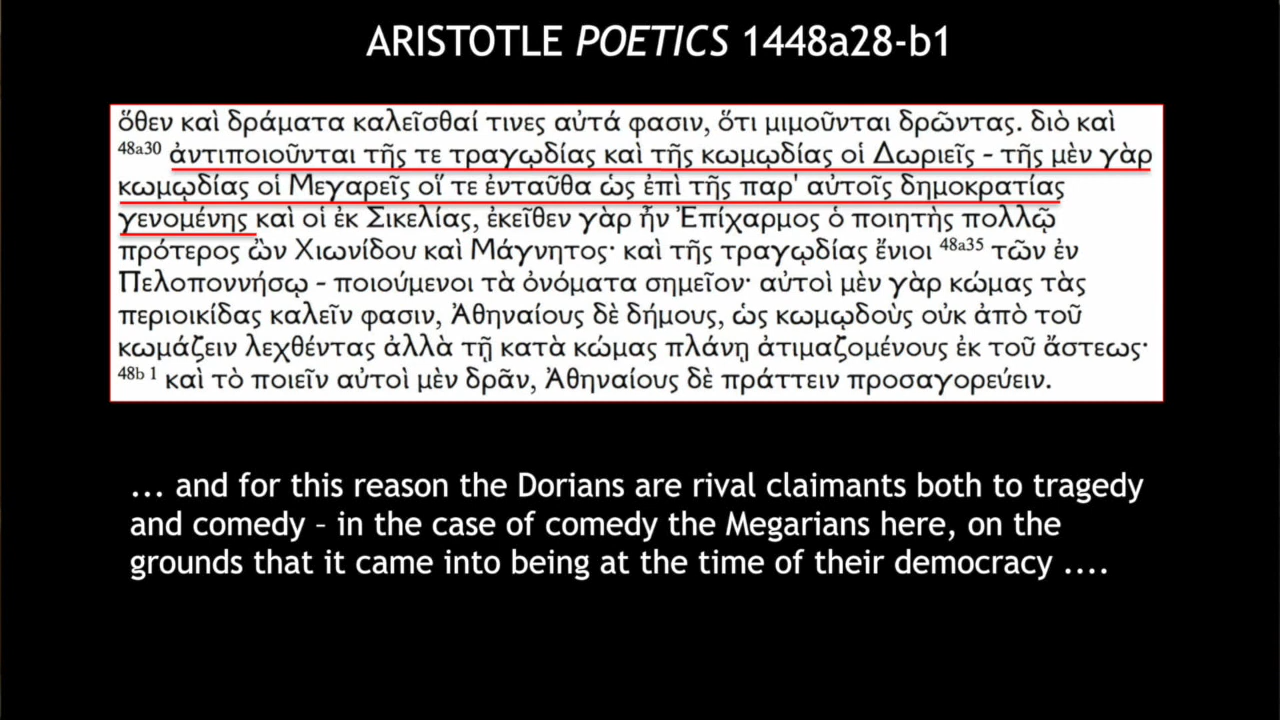 ARISTOTLE POETICS 1448a28-b1
ὅθεν καὶ δράματα καλεῖσθαί τινες αὐτά φασιν, ὅτι μιμοῦνται δρῶντας. διὸ καὶ
48a30 ἀντιποιοῦνται τῆς τε τραγῳδίας καὶ τῆς κωμῳδίας οἱ Δωριεῖς – τῆς μὲν γὰρ
κωμῳδίας οἱ Μεγαρεῖς οἵ τε ἐνταῦθα ὡς ἐπὶ τῆς παρ' αὐτοῖς δημοκρατίας
γενομένης καὶ οἱ ἐκ Σικελίας, ἐκεῖθεν γὰρ ἦν Ἐπίχαρμος ὁ ποιητὴς πολλῷ
πρότερος ὢν Χιωνίδου καὶ Μάγνητος· καὶ τῆς τραγῳδίας ἔνιοι 48a35 τῶν ἐν
Πελοποννήσῳ – ποιούμενοι τὰ ὀνόματα σημεῖον· αὐτοὶ μὲν γὰρ κώμας τὰς
περιοικίδας καλεῖν φασιν, Ἀθηναίους δὲ δήμους, ὡς κωμῳδοὺς οὐκ ἀπὸ τοῦ
κωμάζειν λεχθέντας ἀλλὰ τῇ κατὰ κώμας πλάνῃ ἀτιμαζομένους ἐκ τοῦ ἄστεως·
48b 1 καὶ τὸ ποιεῖν αὐτοὶ μὲν δρᾶν, Ἀθηναίους δὲ πράττειν προσαγορεύειν.
... and for this reason the Dorians are rival claimants both to tragedy
and comedy – in the case of comedy the Megarians here, on the
grounds that it came into being at the time of their democracy ....